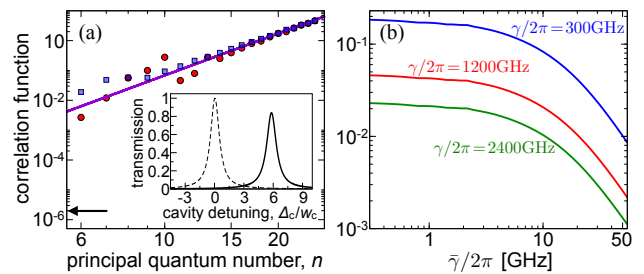 (a)
correlation function
10⁰
10⁻²
10⁻⁴
10⁻⁶
6 8 10 15 20
principal quantum number, n
transmission
1
0.8
0.6
0.4
0.2
0
-3 0 3 6 9
cavity detuning, Δc/wc
(b)
10⁻¹
10⁻²
10⁻³
γ/2π=300GHz
γ/2π=1200GHz
γ/2π=2400GHz
1 10 50
γ̄/2π [GHz]